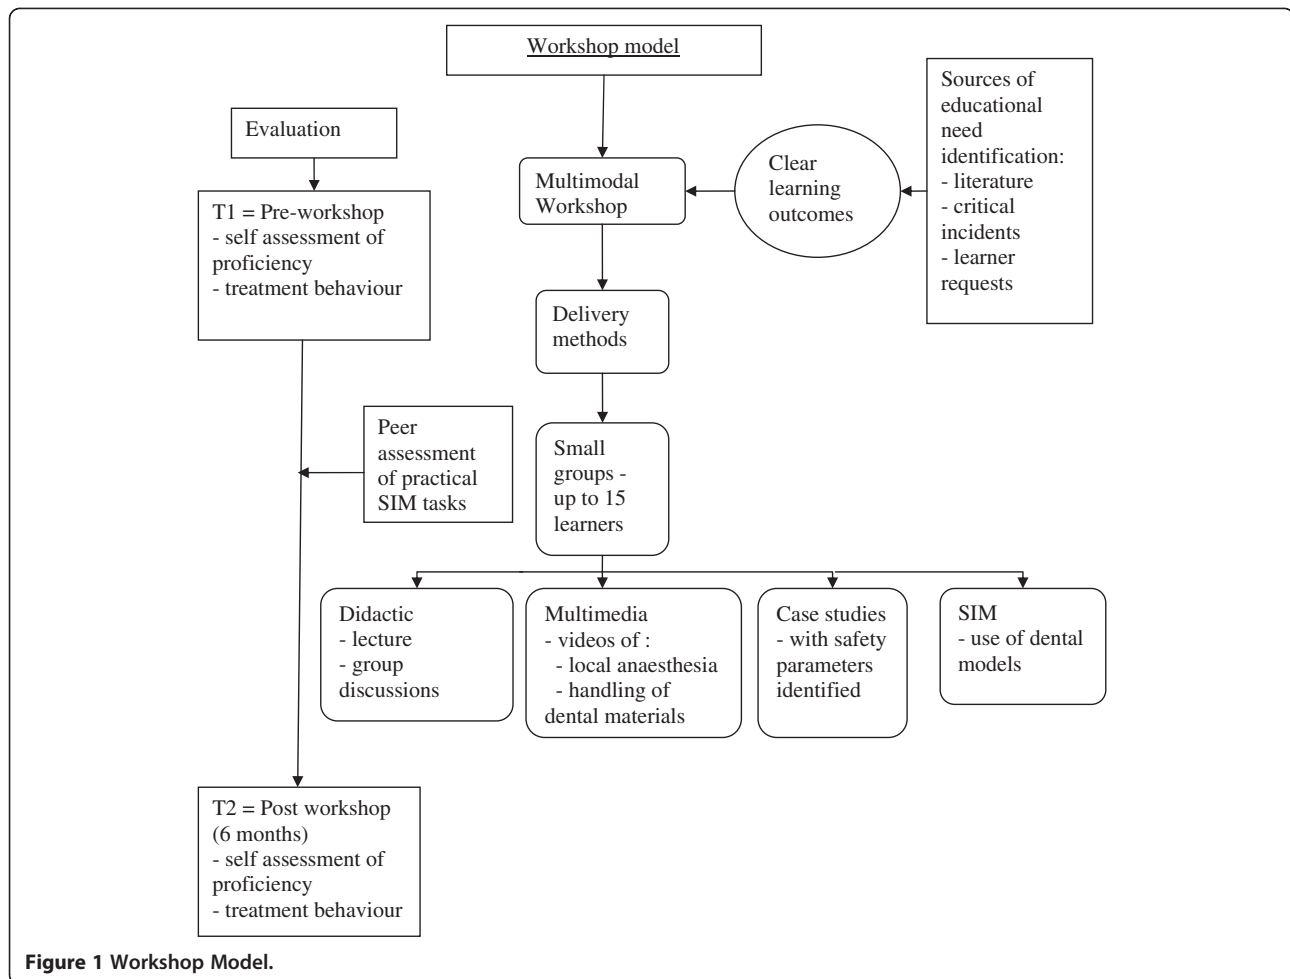 Workshop model
Sources of
educational
need
identification:
- literature
- critical
incidents
- learner
requests
Clear
learning
outcomes
Multimodal
Workshop
Evaluation
T1 = Pre-workshop
- self assessment of
proficiency
- treatment behaviour
Delivery
methods
Peer
assessment
of practical
SIM tasks
Small
groups -
up to 15
learners
Didactic
- lecture
- group
discussions
Multimedia
- videos of :
- local anaesthesia
- handling of
dental materials
Case studies
- with safety
parameters
identified
SIM
- use of dental
models
T2 = Post workshop
(6 months)
- self assessment of
proficiency
- treatment behaviour
Figure 1 Workshop Model.